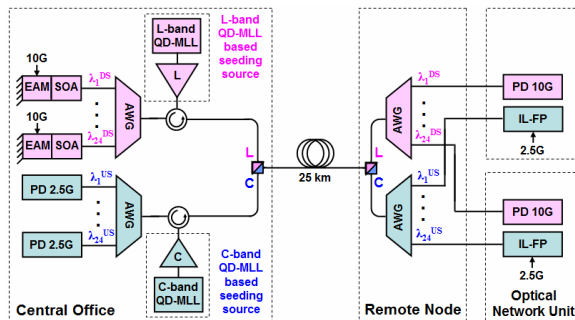 10G
EAM SOA
λ1DS
λ24DS
10G
EAM SOA
AWG
L-band
QD-MLL
L
L-band
QD-MLL
based
seeding
source
PD 2.5G
λ1US
λ24US
PD 2.5G
AWG
C
C-band
QD-MLL
C-band
QD-MLL
based
seeding
source
Central Office
L
C
25 km
L
C
AWG
λ1DS
λ24DS
AWG
λ1US
λ24US
Remote Node
PD 10G
IL-FP
2.5G
PD 10G
IL-FP
2.5G
Optical
Network Unit